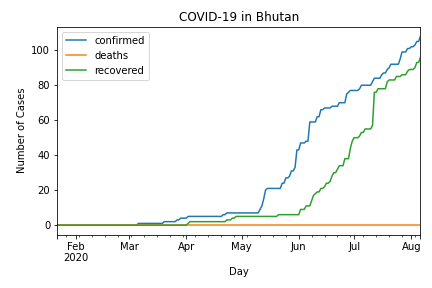 COVID-19 in Bhutan
confirmed
deaths
recovered
Number of Cases
100
80
60
40
20
0
Feb
2020
Mar
Apr
May
Jun
Jul
Aug
Day